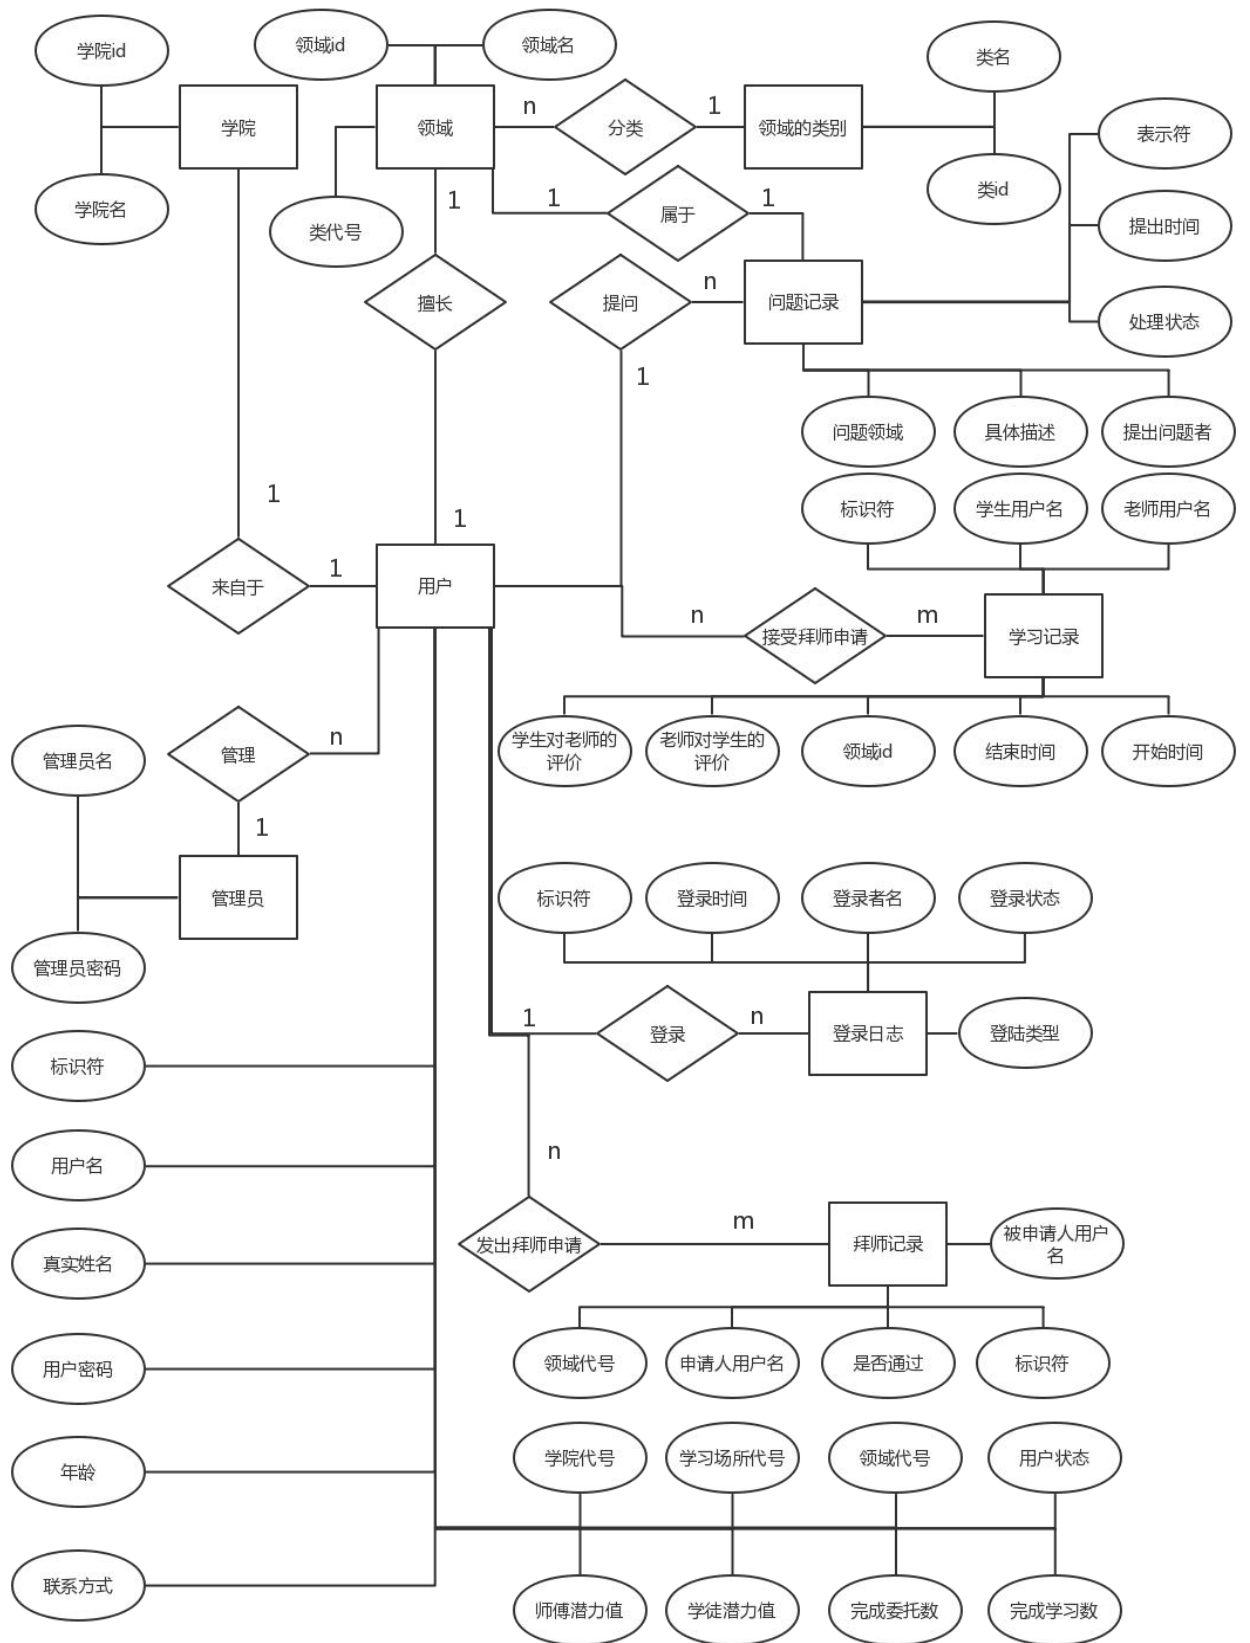 学院id
领域id
领域名
类名
学院
领域
n
分类
1
领域的类别
表示符
学院名
类代号
1
1
属于
1
类id
提出时间
擅长
提问
n
问题记录
处理状态
1
问题领域
具体描述
提出问题者
1
1
标识符
学生用户名
老师用户名
来自于
1
用户
n
接受拜师申请
m
学习记录
管理员名
管理
n
学生对老师的
评价
老师对学生的
评价
领域id
结束时间
开始时间
1
管理员
标识符
登录时间
登录者名
登录状态
管理员密码
1
登录
n
登录日志
登陆类型
标识符
n
用户名
发出拜师申请
m
拜师记录
被申请人用户
名
真实姓名
用户密码
领域代号
申请人用户名
是否通过
标识符
年龄
学院代号
学习场所代号
领域代号
用户状态
联系方式
师傅潜力值
学徒潜力值
完成委托数
完成学习数